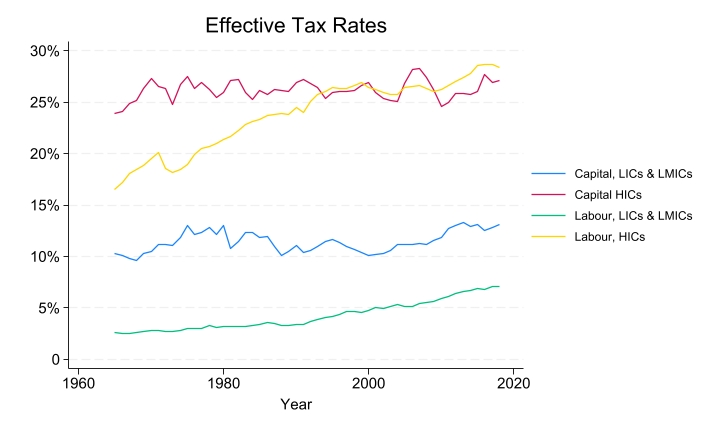 Effective Tax Rates
30%
25%
20%
15%
10%
5%
0
1960
1980
2000
2020
Year
Capital, LICs & LMICs
Capital HICs
Labour, LICs & LMICs
Labour, HICs